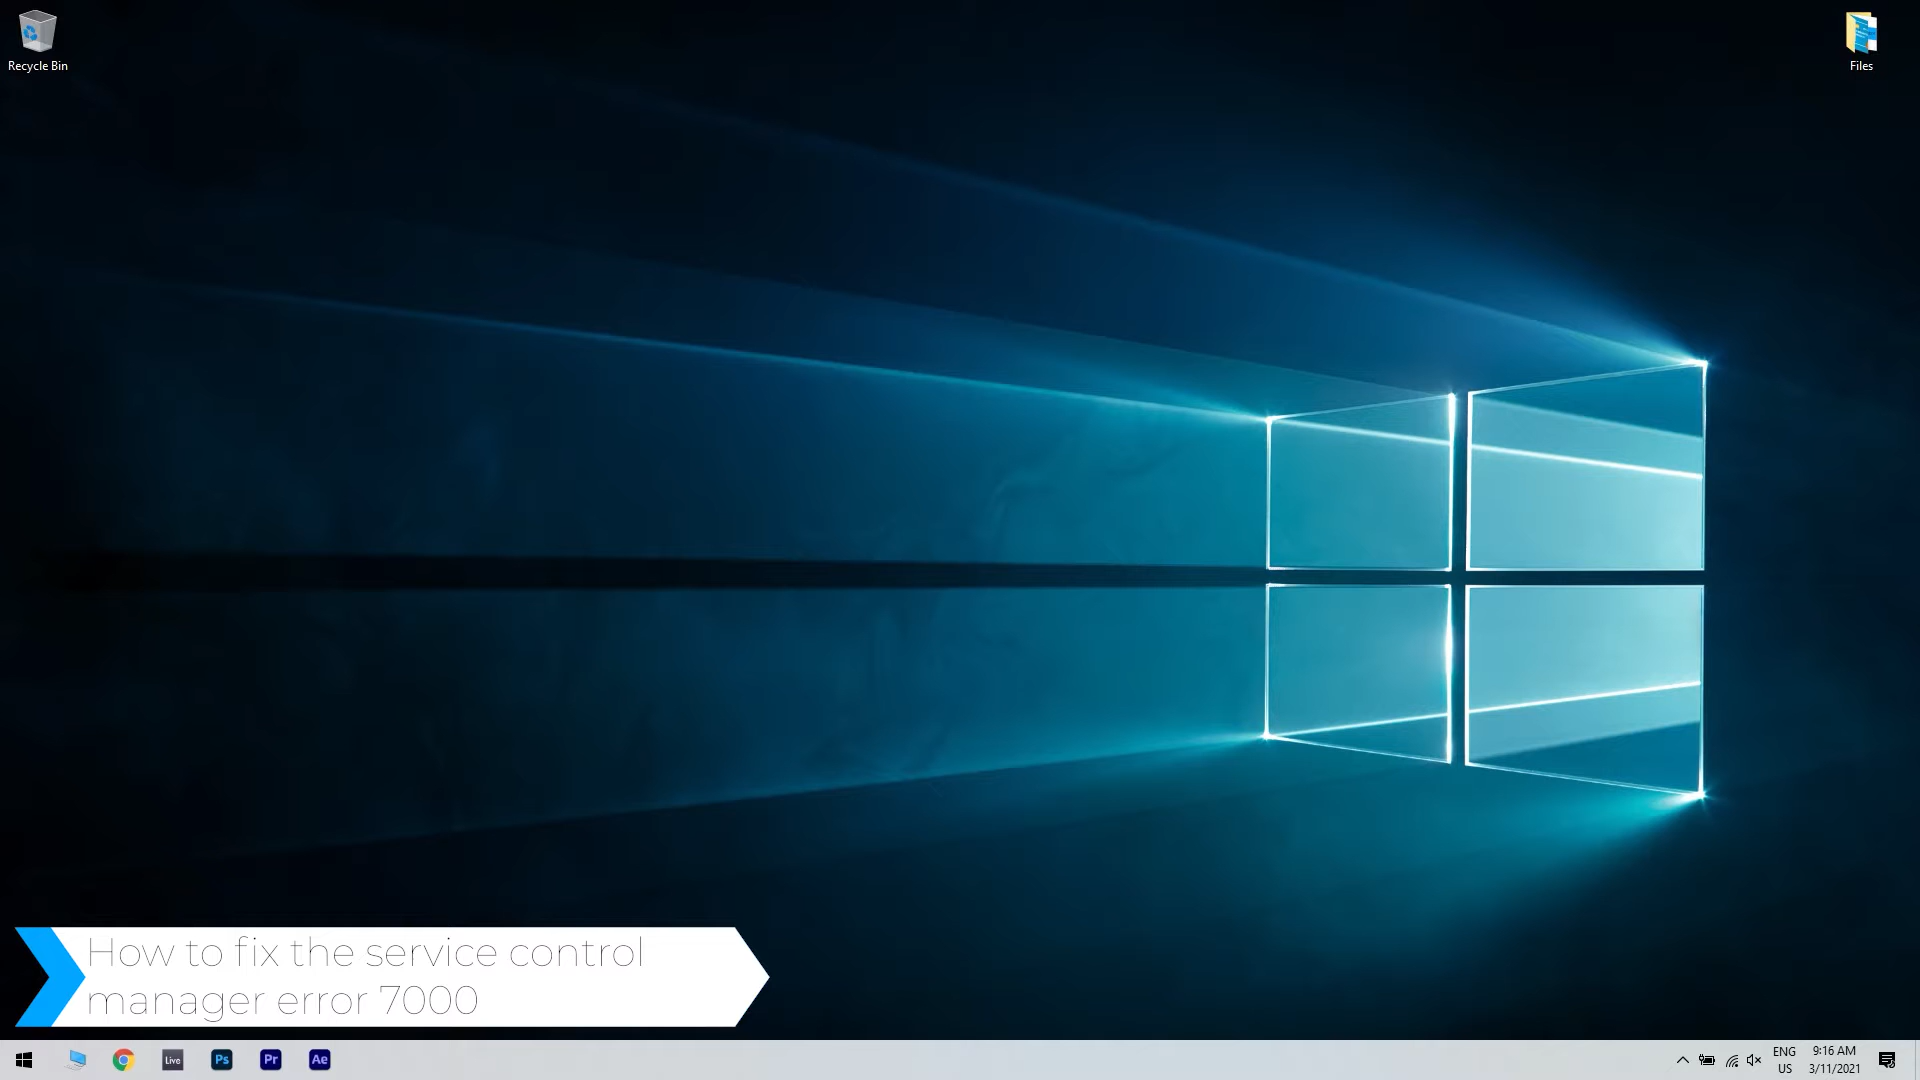 Recycle Bin
Files
How to fix the service control
manager error 7000
Live
Ps
Pr
Ae
ENG
US
9:16 AM
3/11/2021